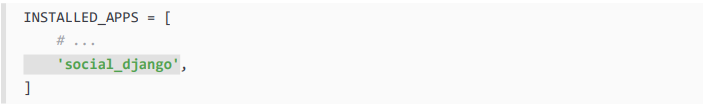 INSTALLED_APPS = [
    # ...
    'social_django',
]